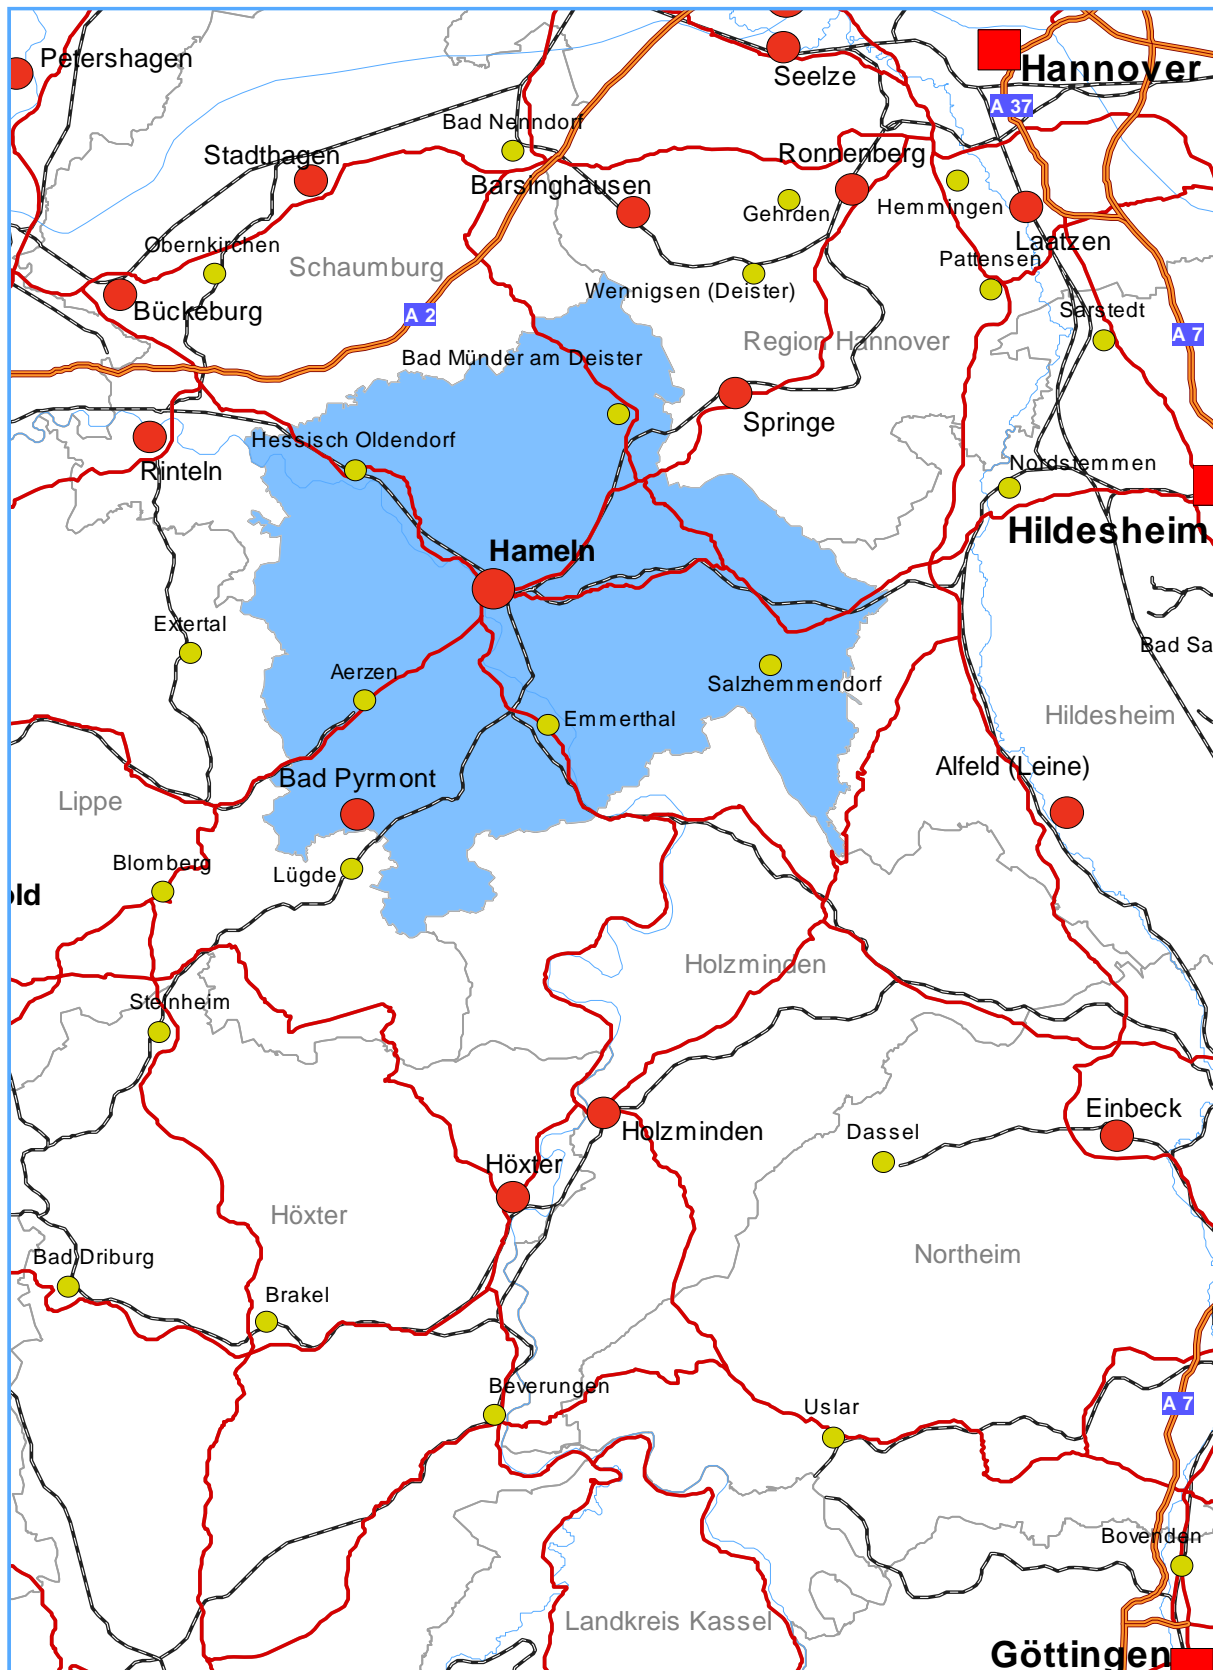 Petershagen
Seelze
Hannover
A 37
Bad Nenndorf
Stadthagen
Ronnenberg
Barsinghausen
Gehrden
Hemmingen
Laatzen
Obernkirchen
Schaumburg
Pattensen
Wennigsen (Deister)
Bückeburg
A 2
Sarstedt
A 7
Region Hannover
Bad Münder am Deister
Springe
Hessisch Oldendorf
Rinteln
Nordstemmen
Hildesheim
Hameln
Extertal
Bad Sa
Aerzen
Salzhemmendorf
Emmerthal
Hildesheim
Alfeld (Leine)
Bad Pyrmont
Lippe
Blomberg
Lügde
old
Holzminden
Steinheim
Einbeck
Holzminden
Dassel
Höxter
Höxter
Northeim
Bad Driburg
Brakel
Beverungen
Uslar
A 7
Bovenden
Landkreis Kassel
Göttingen